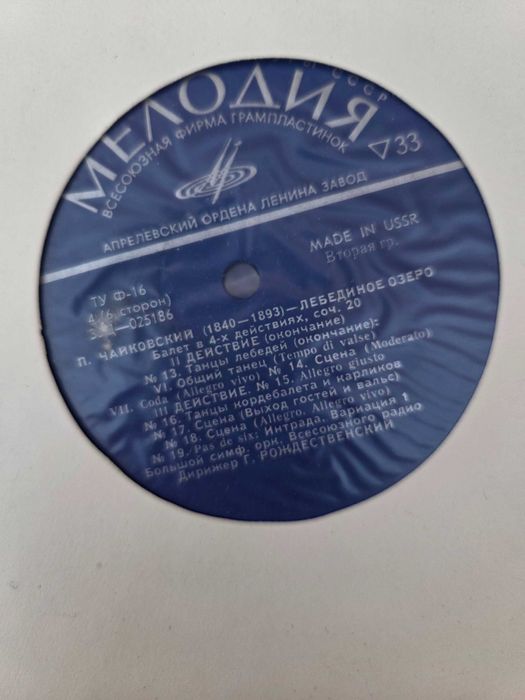 СССР
МЕЛОДИЯ
ВСЕСОЮЗНАЯ ФИРМА ГРАМПЛАСТИНОК
33
АПРЕЛЕВСКИЙ ОРДЕНА ЛЕНИНА ЗАВОД
MADE IN USSR
Вторая гр.
ТУ Ф-16
4 (6 сторон)
—025186
П. ЧАЙКОВСКИЙ (1840—1893)—ЛЕБЕДИНОЕ ОЗЕРО
Балет в 4-х действиях, соч. 20
II ДЕЙСТВИЕ (окончание)
№ 13. Танцы лебедей (окончание):
VI. Общий танец (Tempo di valse)
VII. Coda (Allegro vivo) № 14. Сцена (Moderato)
III ДЕЙСТВИЕ. № 15. Allegro giusto
№ 16. Танцы кордебалета и карликов
№ 17. Сцена (Выход гостей и вальс)
№ 18. Сцена (Allegro, Allegro vivo)
№ 19. Pas de six: Интрада, Вариация 1
Большой симф. орк. Всесоюзного радио
Дирижер Г. РОЖДЕСТВЕНСКИЙ